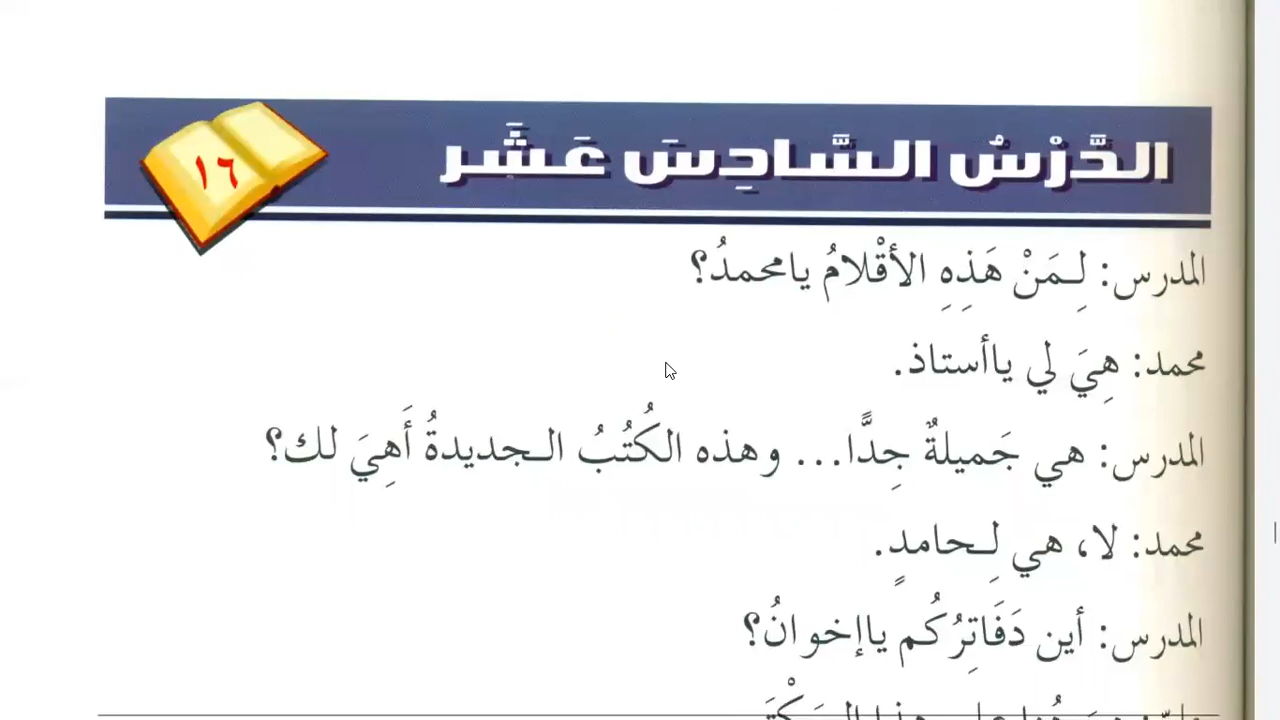 الدَّرْسُ السَّادِسَ عَشَر
١٦
المدرس: لِـمَنْ هَذِهِ الأقْلامُ يامحمدُ؟
محمد: هِيَ لي ياأستاذ.
المدرس: هي جَميلةٌ جِدًّا... وهذه الكُتُبُ الـجديدةُ أَهِيَ لك؟
محمد: لا، هي لِـحامدٍ.
المدرس: أين دَفَاتِرُكُم ياإخوانُ؟